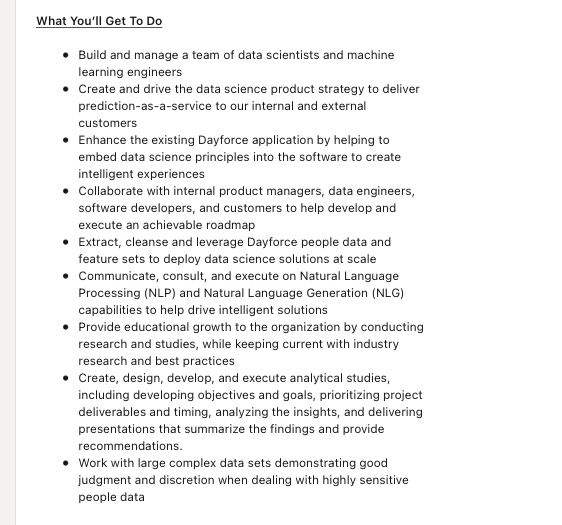 What You'll Get To Do
• Build and manage a team of data scientists and machine
learning engineers
• Create and drive the data science product strategy to deliver
prediction-as-a-service to our internal and external
customers
• Enhance the existing Dayforce application by helping to
embed data science principles into the software to create
intelligent experiences
• Collaborate with internal product managers, data engineers,
software developers, and customers to help develop and
execute an achievable roadmap
• Extract, cleanse and leverage Dayforce people data and
feature sets to deploy data science solutions at scale
• Communicate, consult, and execute on Natural Language
Processing (NLP) and Natural Language Generation (NLG)
capabilities to help drive intelligent solutions
• Provide educational growth to the organization by conducting
research and studies, while keeping current with industry
research and best practices
• Create, design, develop, and execute analytical studies,
including developing objectives and goals, prioritizing project
deliverables and timing, analyzing the insights, and delivering
presentations that summarize the findings and provide
recommendations.
• Work with large complex data sets demonstrating good
judgment and discretion when dealing with highly sensitive
people data